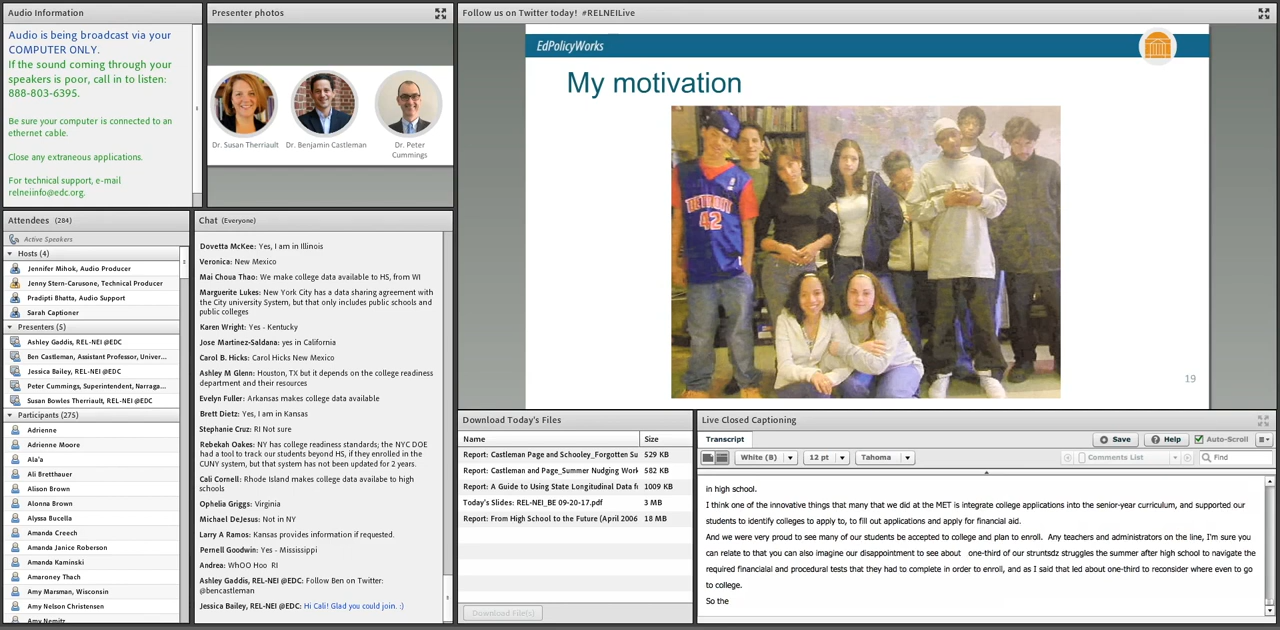 Audio Information
Audio is being broadcast via your
COMPUTER ONLY.
If the sound coming through your
speakers is poor, call in to listen:
888-803-6395.
Be sure your computer is connected to an
ethernet cable.
Close any extraneous applications.
For technical support, e-mail
relneiinfo@edc.org.
Presenter photos
Dr. Susan Therriault
Dr. Benjamin Castleman
Dr. Peter
Cummings
Attendees (284)
Active Speakers
Hosts (4)
Jennifer Mihok, Audio Producer
Jenny Stern-Carusone, Technical Producer
Pradipti Bhatta, Audio Support
Sarah Captioner
Presenters (5)
Ashley Gaddis, REL-NEI @EDC
Ben Castleman, Assistant Professor, Univer...
Jessica Bailey, REL-NEI @EDC
Peter Cummings, Superintendent, Narraga...
Susan Bowles Therriault, REL-NEI @EDC
Participants (275)
Adrienne
Adrienne Moore
Ala'a
Ali Bretthauer
Alison Brown
Alonna Brown
Alyssa Bucella
Amanda Creech
Amanda Janice Roberson
Amanda Kaminski
Amaroney Thach
Amy Marsman, Wisconsin
Amy Nelson Christensen
Amy Nemitz
Chat (Everyone)
Dovetta McKee: Yes, I am in Illinois
Veronica: New Mexico
Mai Choua Thao: We make college data available to HS, from WI
Marguerite Lukes: New York City has a data sharing agreement with
the City university System, but that only includes public schools and
public colleges
Karen Wright: Yes - Kentucky
Jose Martinez-Saldana: yes in California
Carol B. Hicks: Carol Hicks New Mexico
Ashley M Glenn: Houston, TX but it depends on the college readiness
department and their resources
Evelyn Fuller: Arkansas makes college data available
Brett Dietz: Yes, I am in Kansas
Stephanie Cruz: RI Not sure
Rebekah Oakes: NY has college readiness standards; the NYC DOE
had a tool to track our students beyond HS, if they enrolled in the
CUNY system, but that system has not been updated for 2 years.
Cali Cornell: Rhode Island makes college data availabe to high
schools
Ophelia Griggs: Virginia
Michael DeJesus: Not in NY
Larry A Ramos: Kansas provides information if requested.
Pernell Goodwin: Yes - Mississippi
Andrea: WhOO Hoo RI
Ashley Gaddis, REL-NEI @EDC: Follow Ben on Twitter:
@bencastleman
Jessica Bailey, REL-NEI @EDC: Hi Cali! Glad you could join. :)
Follow us on Twitter today! #RELNEILive
EdPolicyWorks
My motivation
DETROIT
42
19
Download Today's Files
Name Size
Report: Castleman Page and Schooley_Forgotten Su 529 KB
Report: Castleman and Page_Summer Nudging Work 582 KB
Report: A Guide to Using State Longitudinal Data fo 1009 KB
Today's Slides: REL-NEI_BE 09-20-17.pdf 3 MB
Report: From High School to the Future (April 2006 18 MB
Download File(s)
Live Closed Captioning
Transcript Save Help Auto-Scroll
White (B) 12 pt Tahoma Comments List Find
in high school.
I think one of the innovative things that many that we did at the MET is integrate college applications into the senior-year curriculum, and supported our
students to identify colleges to apply to, to fill out applications and apply for financial aid.
And we were very proud to see many of our students be accepted to college and plan to enroll. Any teachers and administrators on the line, I'm sure you
can relate to that you can also imagine our disappointment to see about one-third of our struntsdz struggles the summer after high school to navigate the
required financial and procedural tests that they had to complete in order to enroll, and as I said that led about one-third to reconsider where even to go
to college.
So the